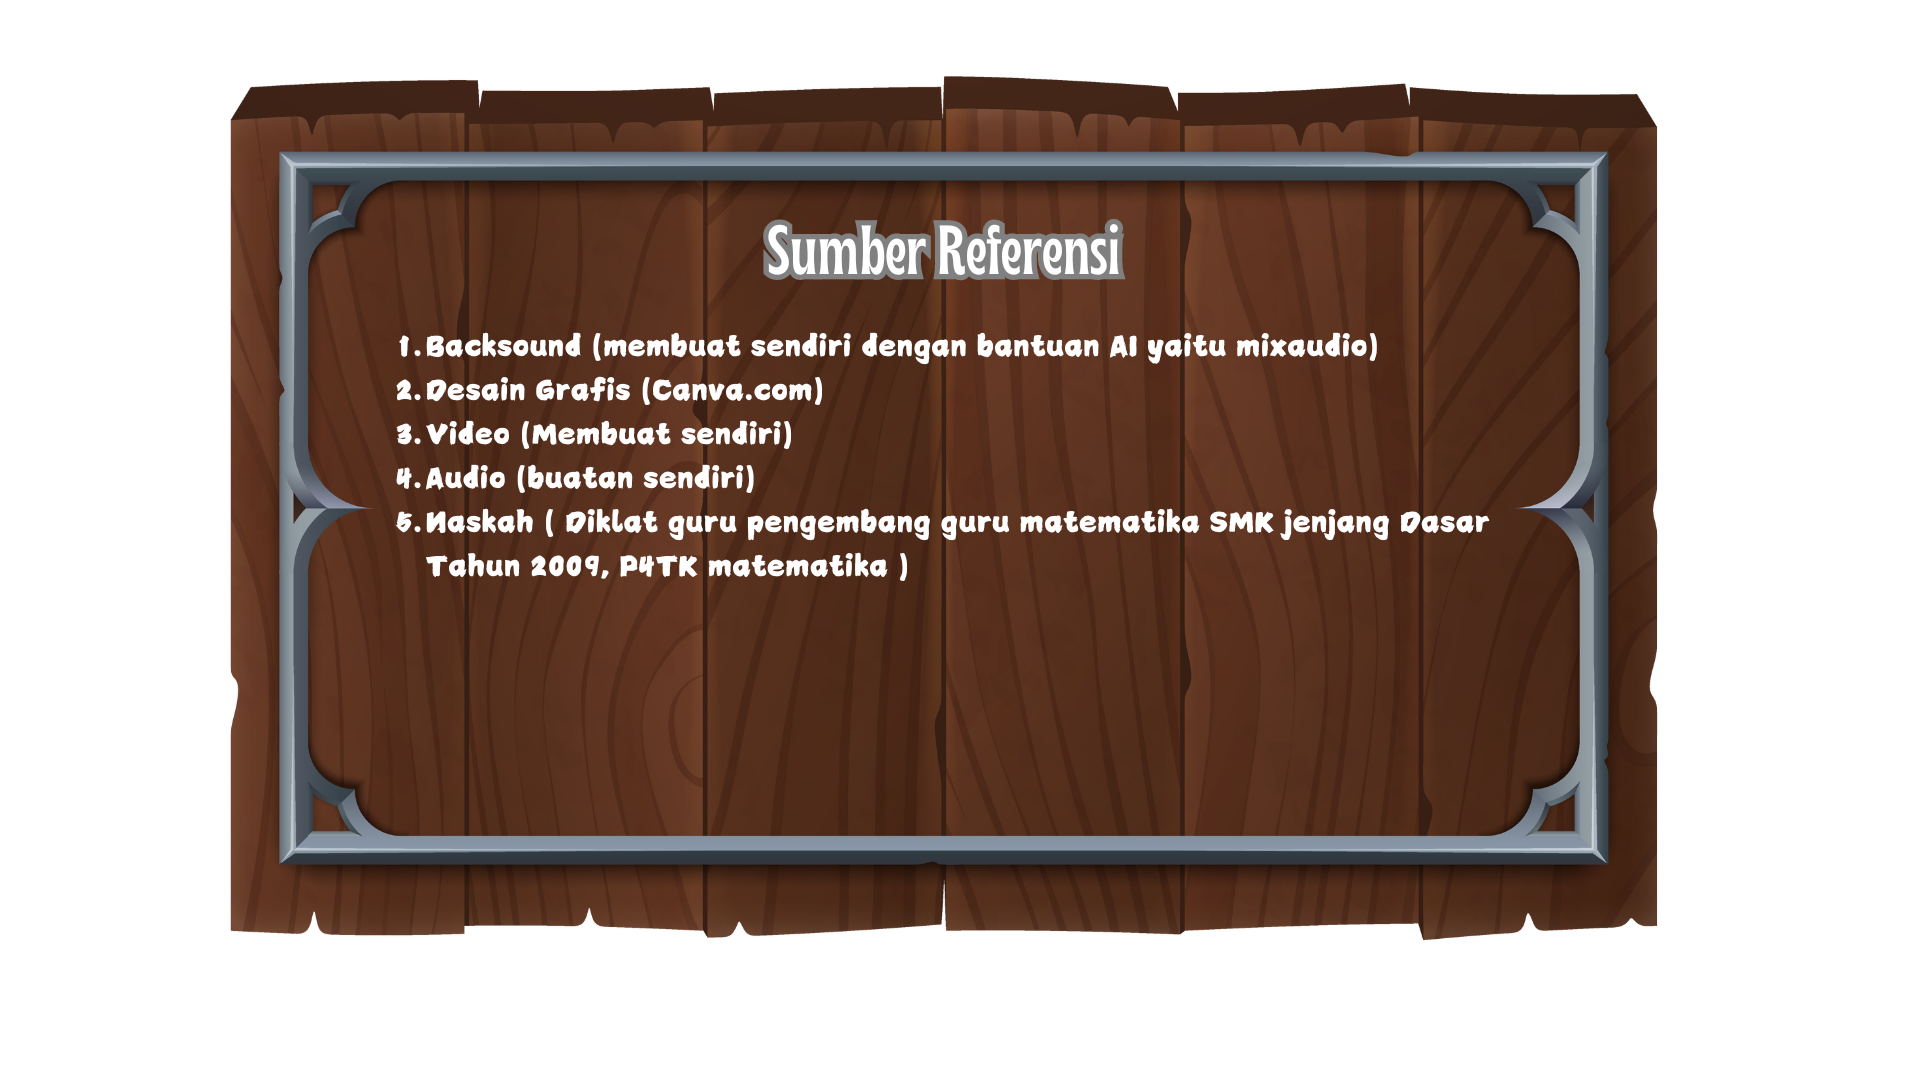 Sumber Referensi
1. Backsound (membuat sendiri dengan bantuan AI yaitu mixaudio)
2. Desain Grafis (Canva.com)
3. Video (Membuat sendiri)
4. Audio (buatan sendiri)
5. Naskah ( Diklat guru pengembang guru matematika SMK jenjang Dasar
Tahun 2009, P4TK matematika )